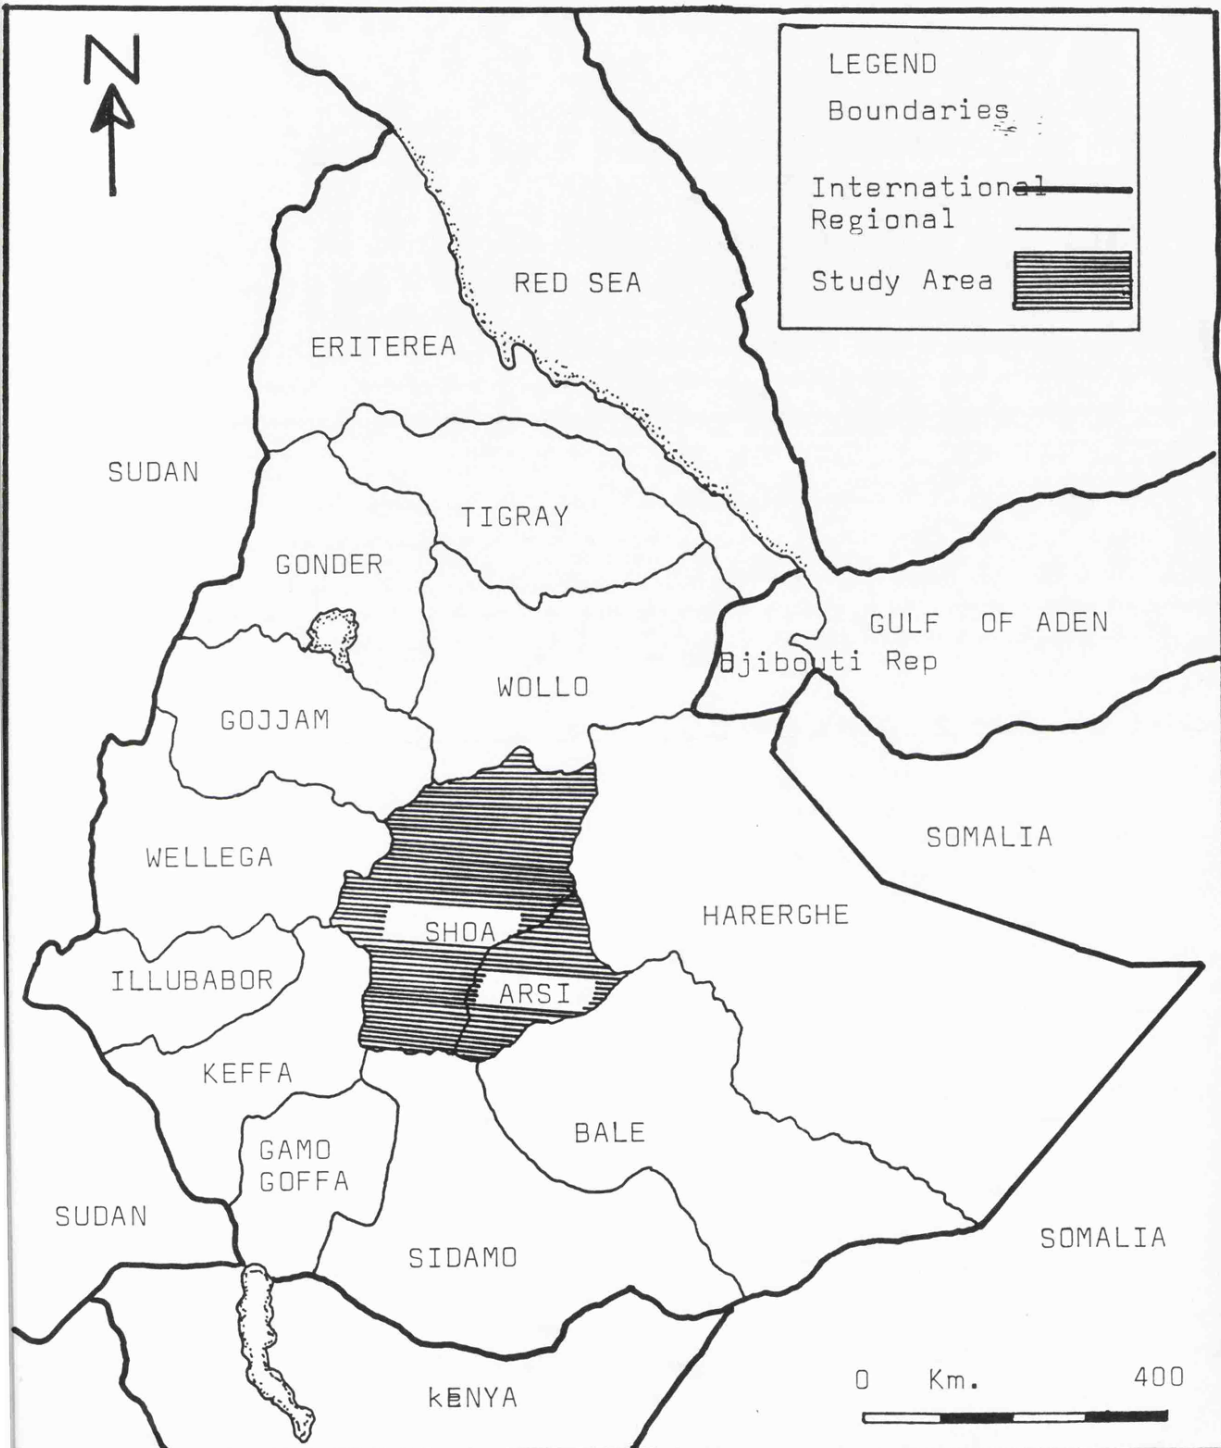 N
LEGEND
Boundaries
International
Regional
Study Area
RED SEA
ERITEREA
SUDAN
TIGRAY
GONDER
GULF OF ADEN
Djibouti Rep
WOLLO
GOJJAM
SOMALIA
WELLEGA
HARERGHE
SHOA
ILLUBABOR
ARSI
KEFFA
BALE
GAMO
GOFFA
SUDAN
SOMALIA
SIDAMO
0 Km. 400
kENYA